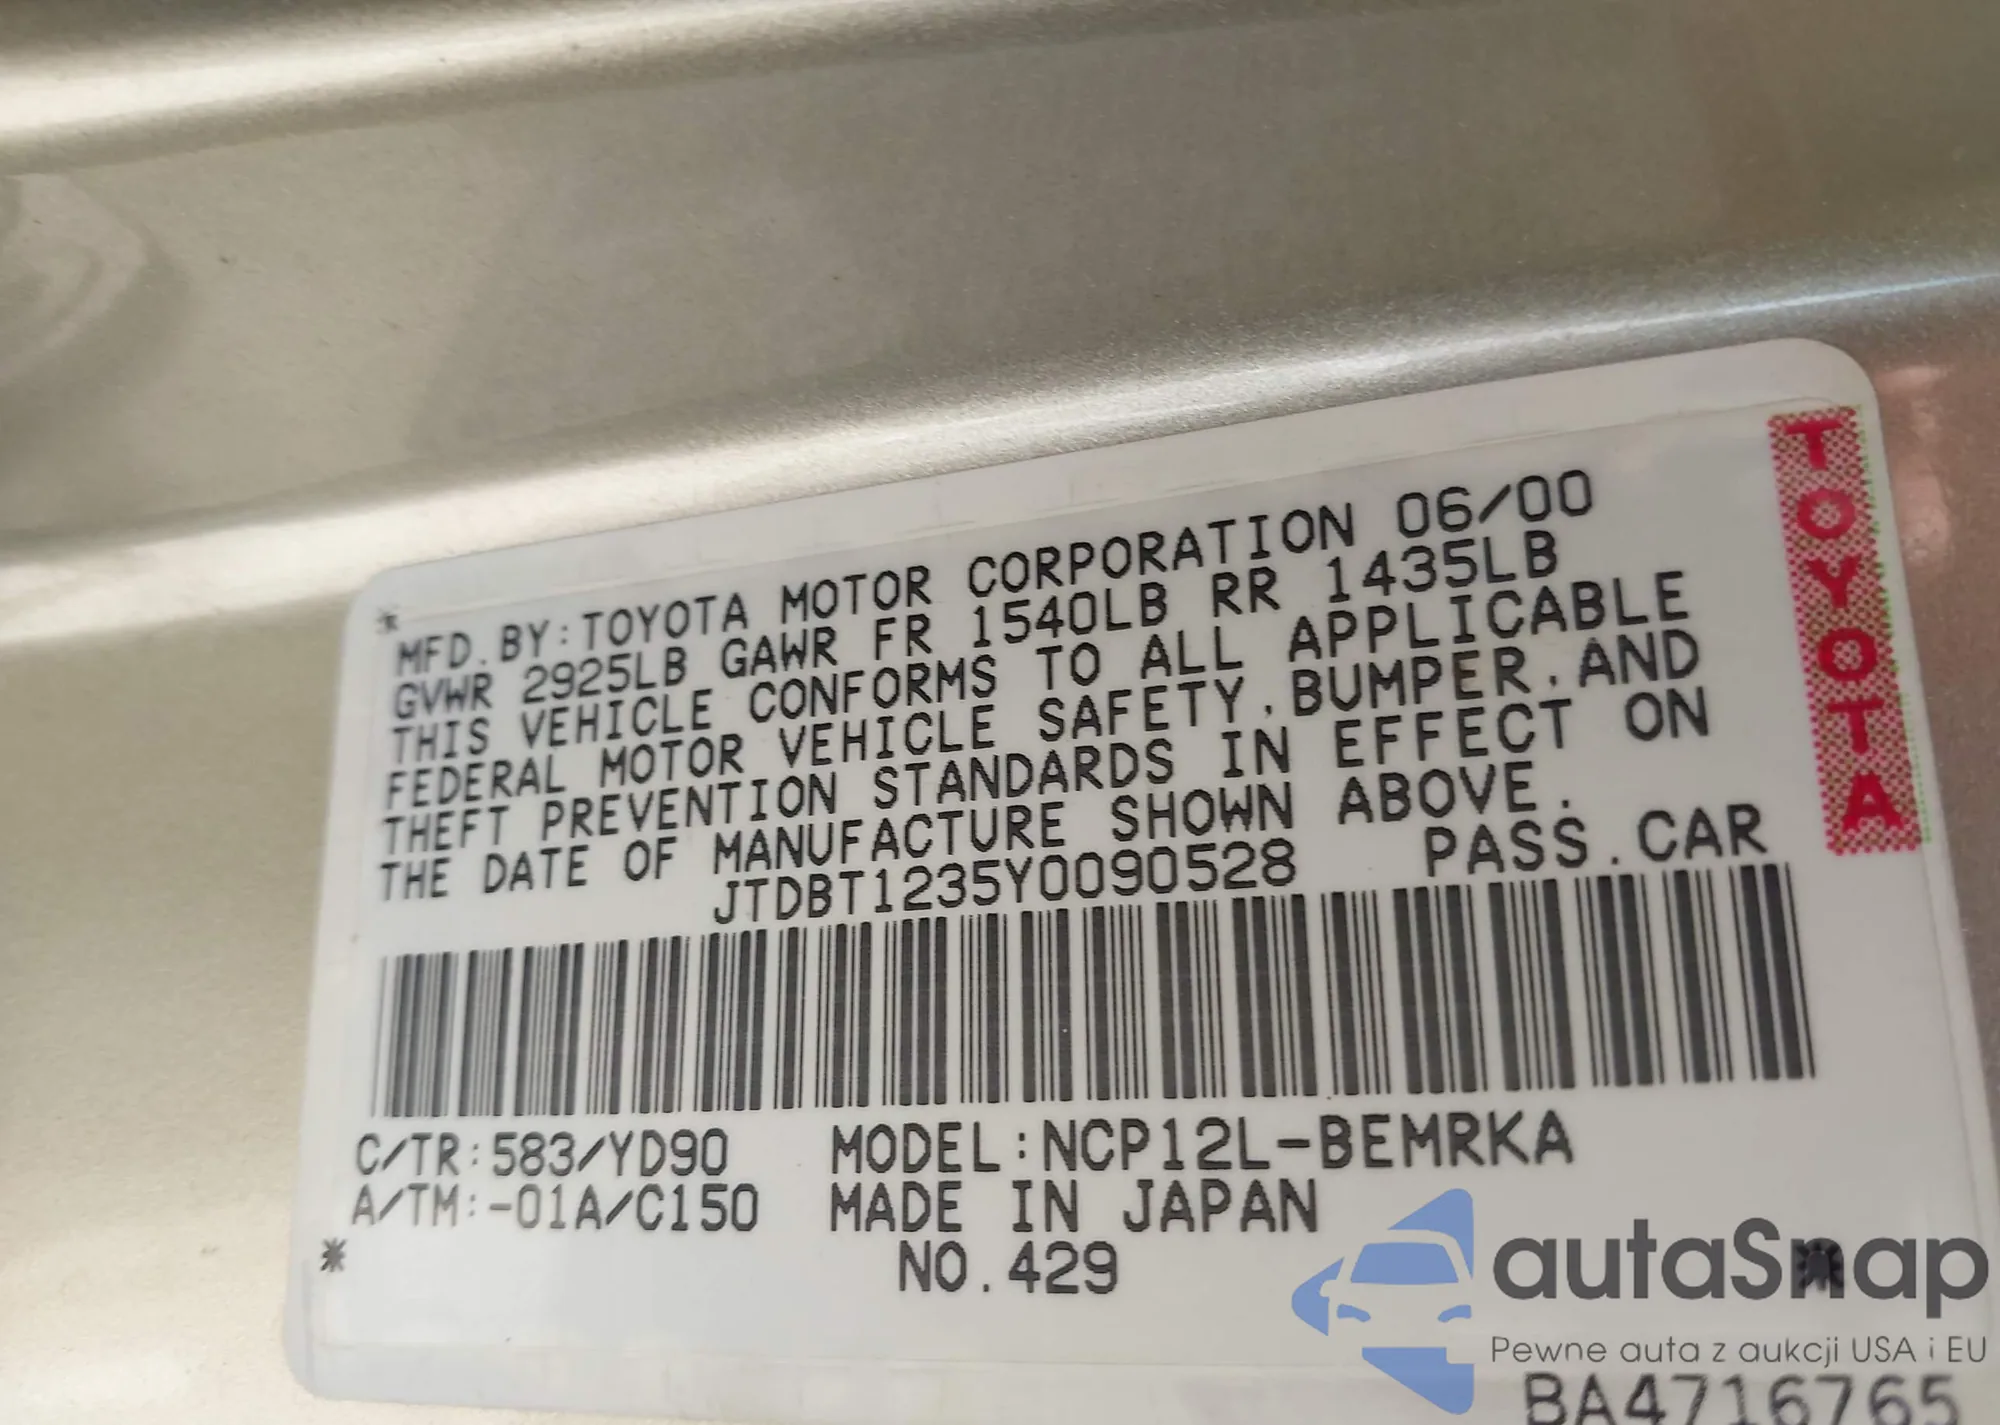 *
MFD.BY:TOYOTA MOTOR CORPORATION 06/00
GVWR 2925LB GAWR FR 1540LB RR 1435LB
THIS VEHICLE CONFORMS TO ALL APPLICABLE
FEDERAL MOTOR VEHICLE SAFETY,BUMPER,AND
THEFT PREVENTION STANDARDS IN EFFECT ON
THE DATE OF MANUFACTURE SHOWN ABOVE.
JTDBT1235Y0090528 PASS.CAR
TOYOTA
C/TR:583/YD90 MODEL:NCP12L-BEMRKA
A/TM:-01A/C150 MADE IN JAPAN
* NO.429
autaSnap
Pewne auta z aukcji USA i EU
BA4716765